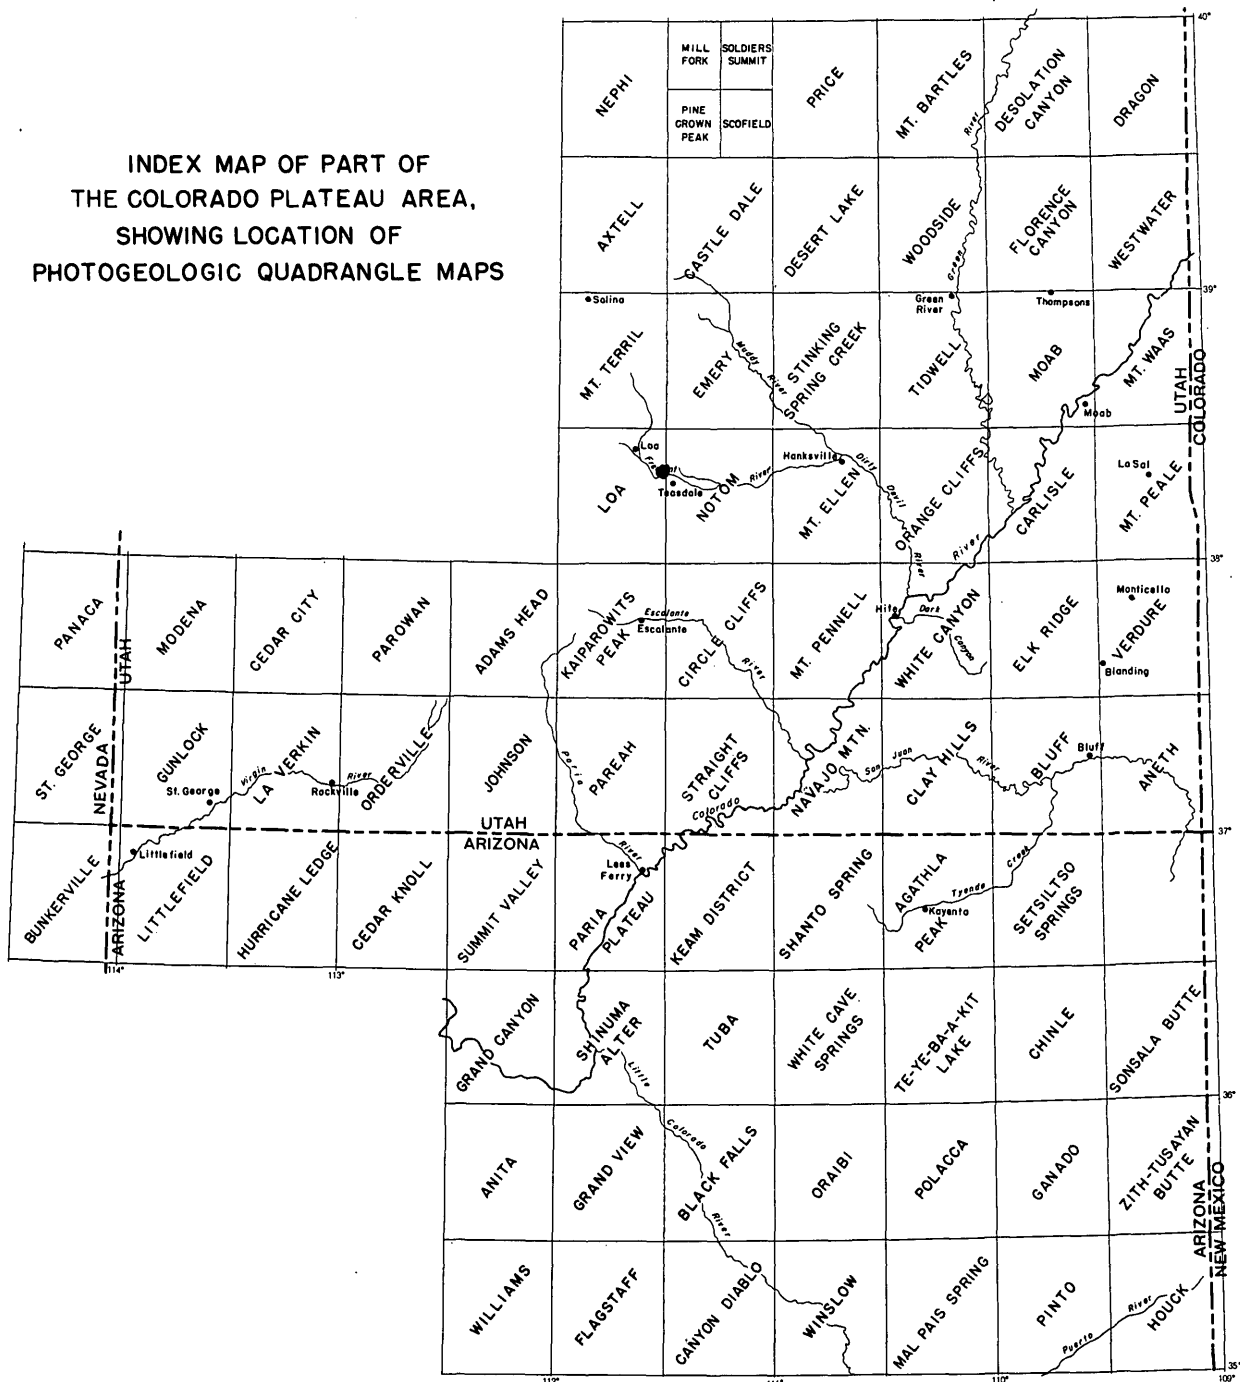 INDEX MAP OF PART OF
THE COLORADO PLATEAU AREA,
SHOWING LOCATION OF
PHOTOGEOLOGIC QUADRANGLE MAPS
40°
NEPHI
MILL
FORK
SOLDIERS
SUMMIT
PINE
CROWN
PEAK
SCOFIELD
PRICE
MT. BARTLES
River
DESOLATION
CANYON
DRAGON
AXTELL
CASTLE DALE
DESERT LAKE
WOODSIDE
Green
FLORENCE
CANYON
WESTWATER
39°
Salina
Green
River
Thompsons
MT. TERRIL
EMERY
Muddy
River
STINKING
SPRING CREEK
TIDWELL
MOAB
MT. WAAS
Moab
UTAH
COLORADO
Loa
Teasdale
River
Hanksville
Dirty
Devil
River
LOA
NOTOM
MT. ELLEN
ORANGE CLIFFS
River
CARLISLE
La Sal
MT. PEALE
38°
PANACA
UTAH
MODENA
CEDAR CITY
PAROWAN
ADAMS HEAD
KAIPAROWITS
PEAK
Escalante
Escalante
River
CIRCLE CLIFFS
MT. PENNELL
Hite
Dark
Canyon
WHITE CANYON
ELK RIDGE
Monticello
VERDURE
Blanding
ST. GEORGE
NEVADA
GUNLOCK
St. George
Virgin
River
LA VERKIN
Rockville
ORDERVILLE
JOHNSON
Paria
River
PAREAH
STRAIGHT
CLIFFS
Colorado
NAVAJO MTN.
San
Juan
River
CLAY HILLS
BLUFF
Bluff
ANETH
UTAH
ARIZONA
37°
BUNKERVILLE
ARIZONA
Littlefield
LITTLEFIELD
HURRICANE LEDGE
CEDAR KNOLL
SUMMIT VALLEY
Lees
Ferry
PARIA
PLATEAU
KEAM DISTRICT
SHANTO SPRING
AGATHLA
PEAK
Kayenta
Tyende
Creek
SETSILTSO
SPRINGS
114°
113°
GRAND CANYON
SHINUMA
ALTER
Little
Colorado
River
TUBA
WHITE CAVE
SPRINGS
TE-YE-BA-A-KIT
LAKE
CHINLE
SONSALA BUTTE
36°
ANITA
GRAND VIEW
BLACK FALLS
ORAIBI
POLACCA
GANADO
ZITH-TUSAYAN
BUTTE
ARIZONA
NEW MEXICO
WILLIAMS
FLAGSTAFF
CANYON DIABLO
WINSLOW
MAL PAIS SPRING
PINTO
Puerto
River
HOUCK
35°
112°
111°
110°
109°